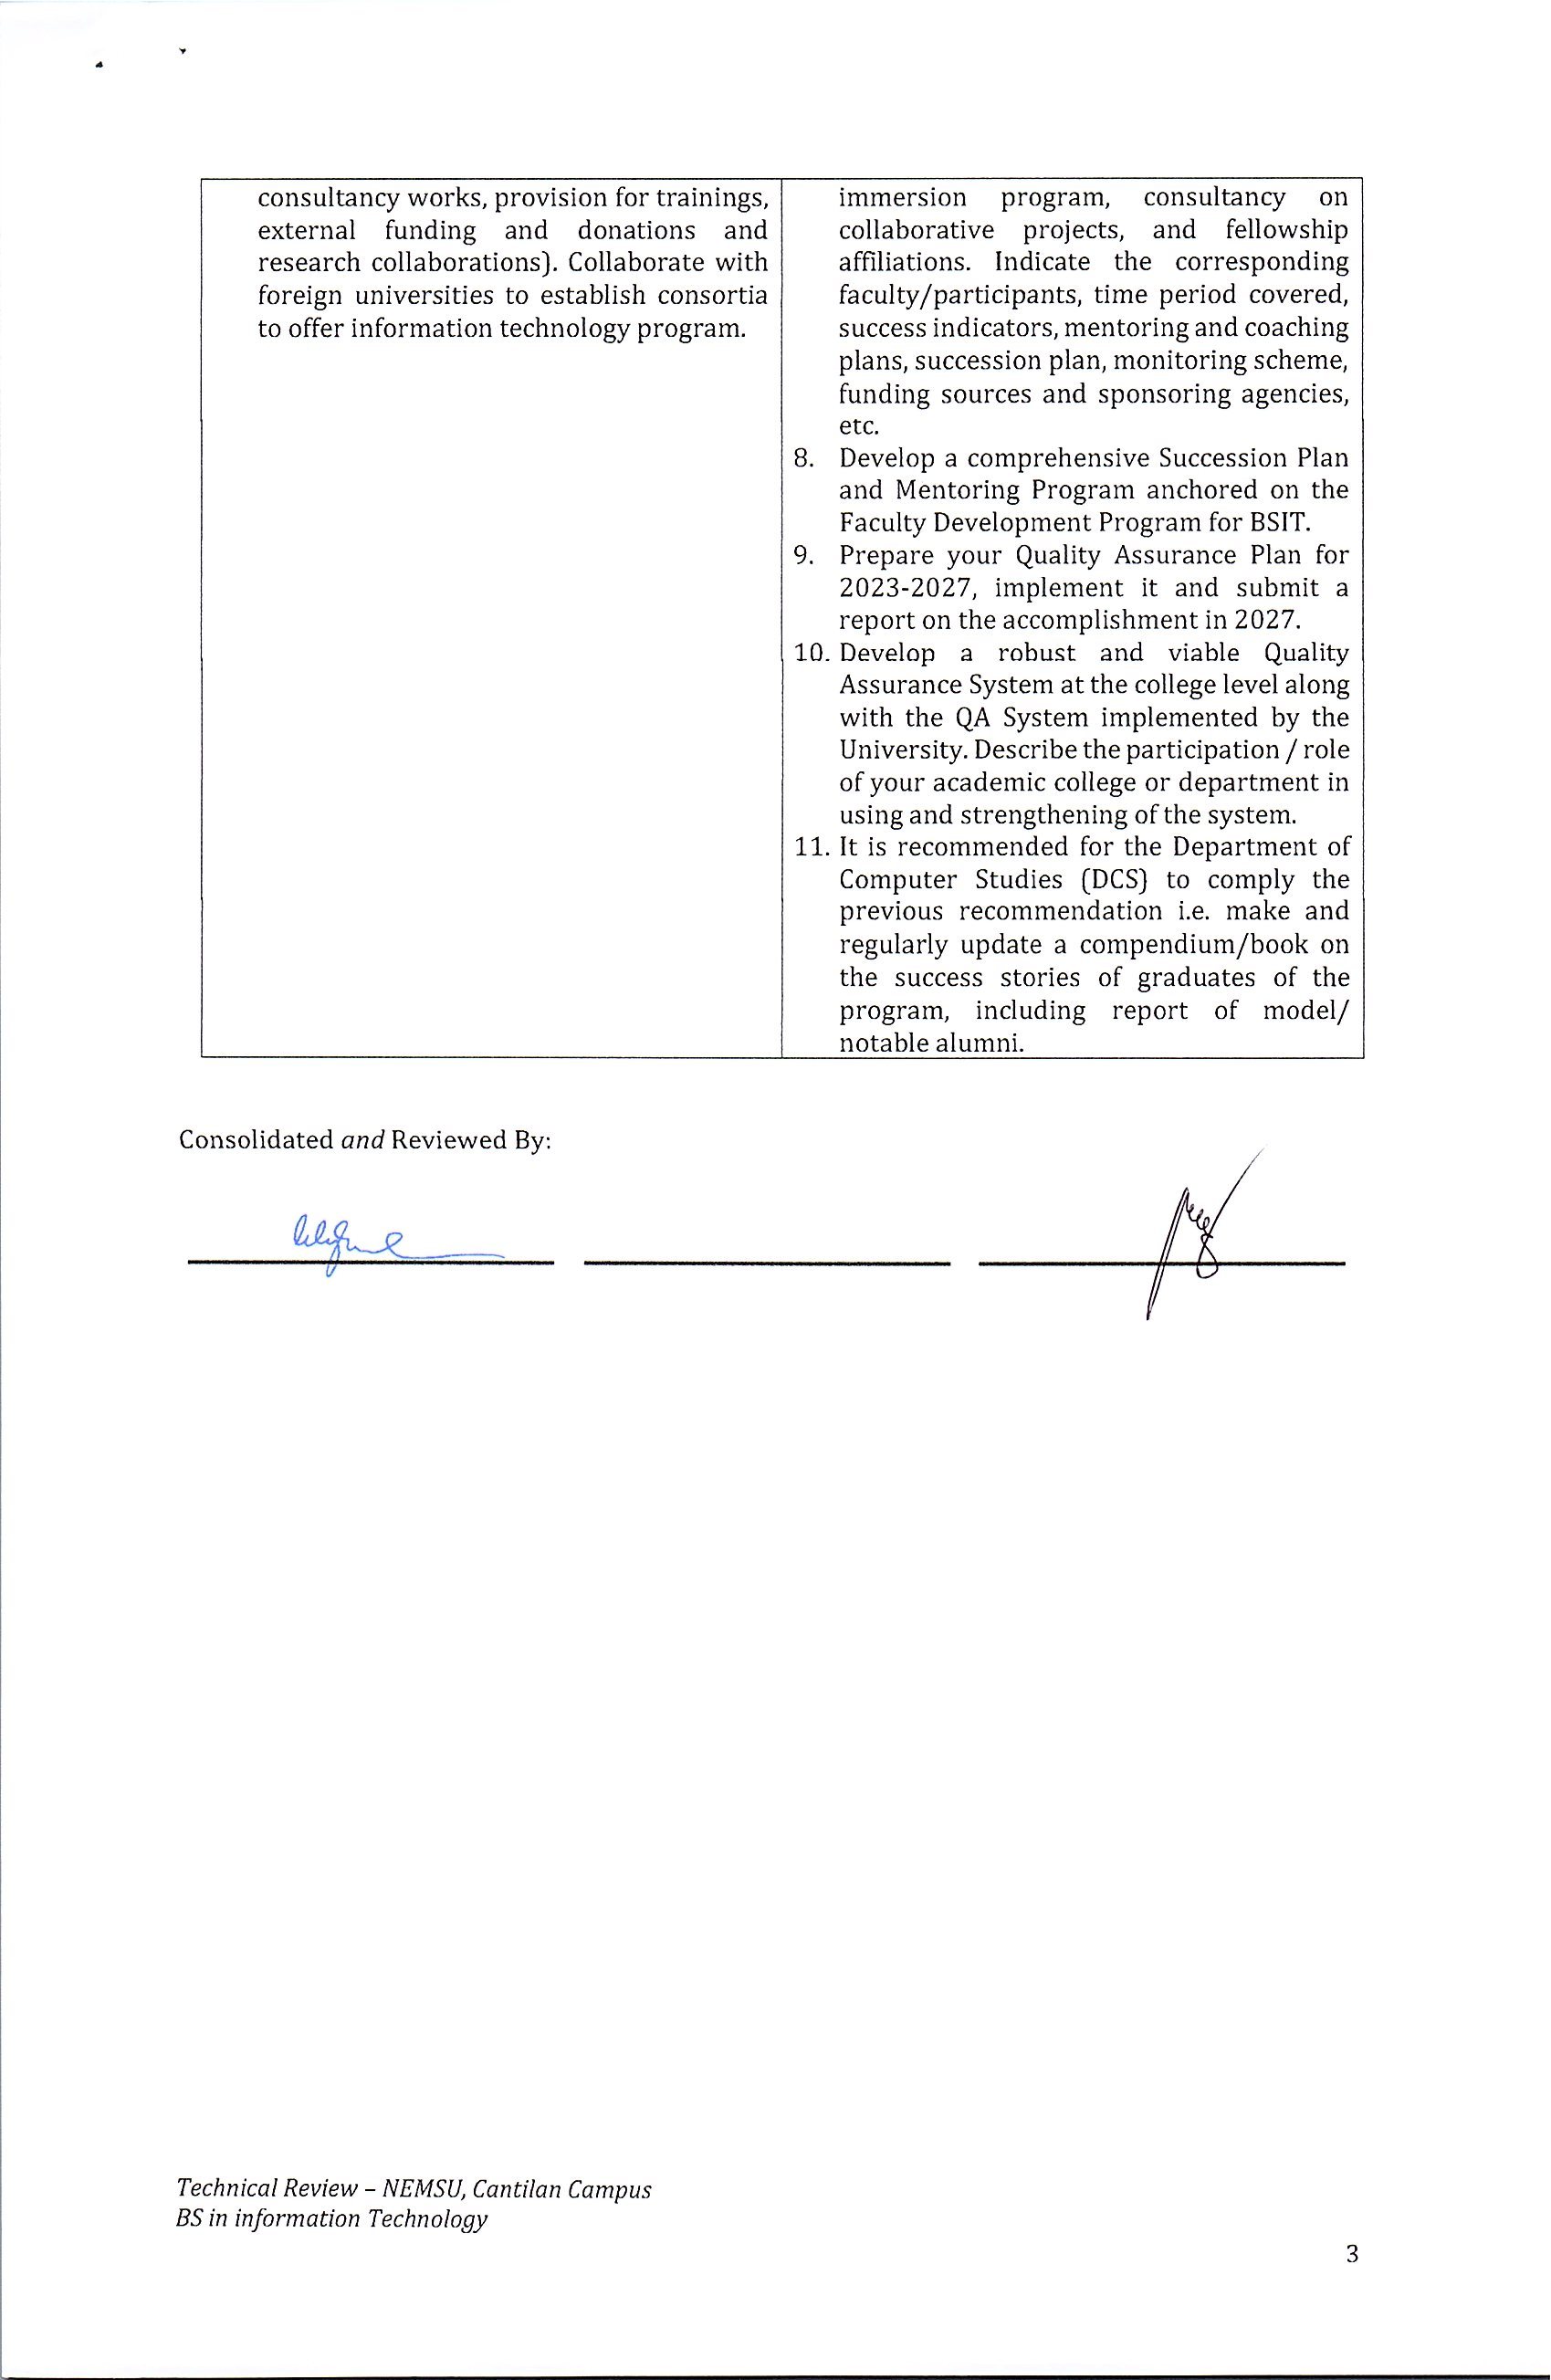 consultancy works, provision for trainings,
external funding and donations and
research collaborations). Collaborate with
foreign universities to establish consortia
to offer information technology program.
immersion program, consultancy on
collaborative projects, and fellowship
affiliations. Indicate the corresponding
faculty/participants, time period covered,
success indicators, mentoring and coaching
plans, succession plan, monitoring scheme,
funding sources and sponsoring agencies,
etc.
8. Develop a comprehensive Succession Plan
and Mentoring Program anchored on the
Faculty Development Program for BSIT.
9. Prepare your Quality Assurance Plan for
2023-2027, implement it and submit a
report on the accomplishment in 2027.
10. Develop a robust and viable Quality
Assurance System at the college level along
with the QA System implemented by the
University. Describe the participation / role
of your academic college or department in
using and strengthening of the system.
11. It is recommended for the Department of
Computer Studies (DCS) to comply the
previous recommendation i.e. make and
regularly update a compendium/book on
the success stories of graduates of the
program, including report of model/
notable alumni.
Consolidated and Reviewed By:
Technical Review – NEMSU, Cantilan Campus
BS in information Technology
3